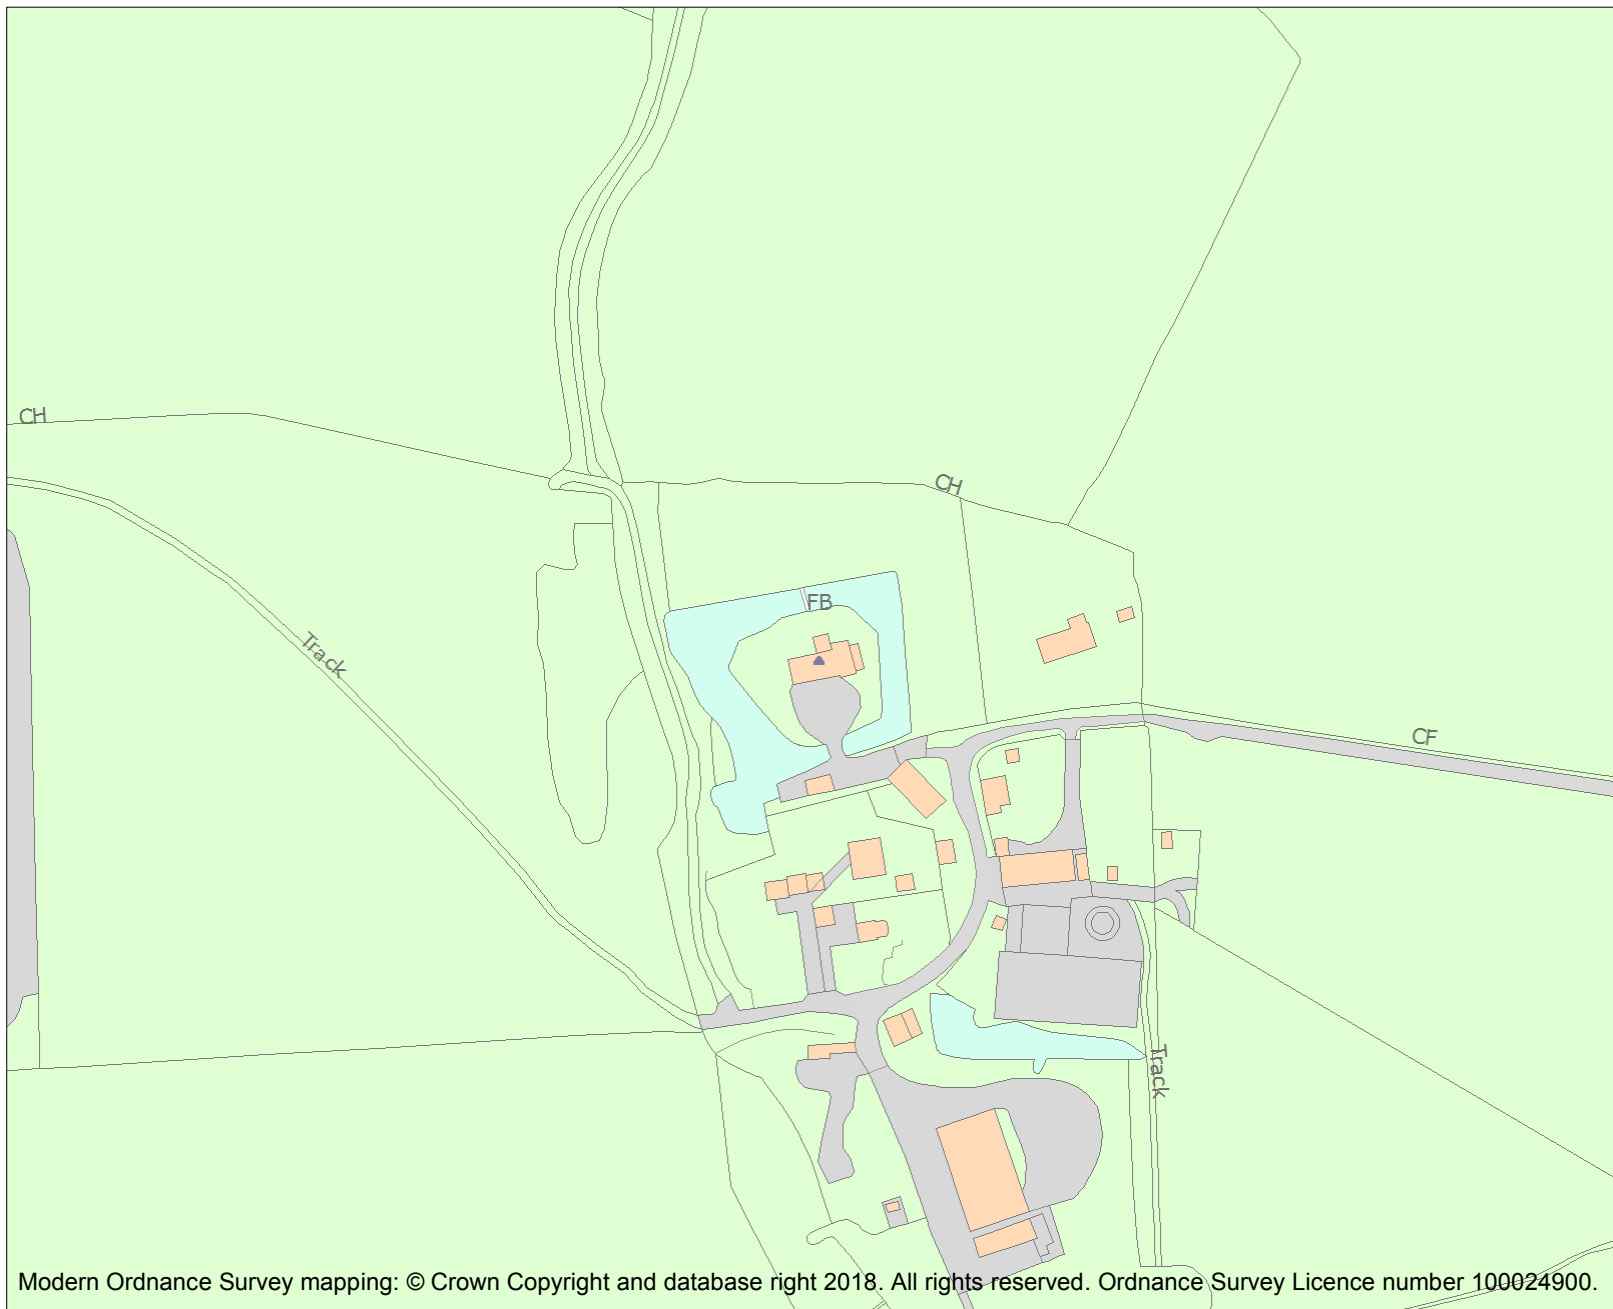 CH
CH
FB
Track
CF
Track
Modern Ordnance Survey mapping: © Crown Copyright and database right 2018. All rights reserved. Ordnance Survey Licence number 100024900.